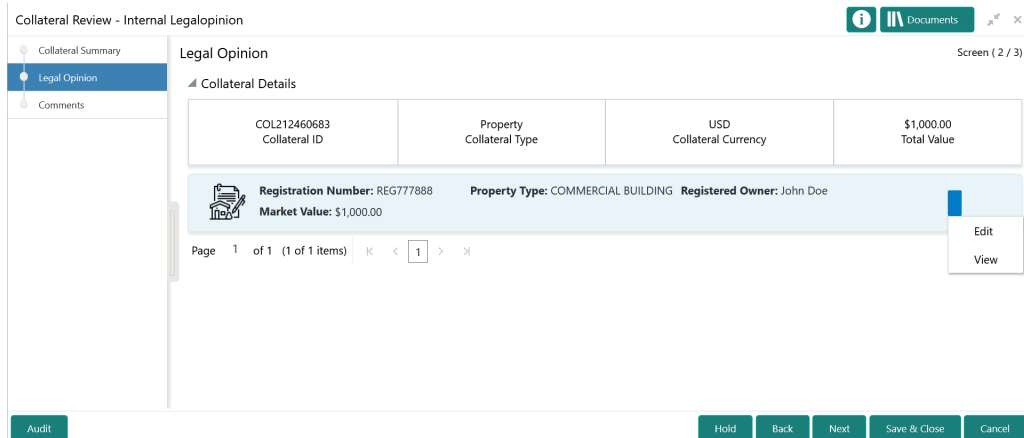 Collateral Review - Internal Legalopinion
Documents
Collateral Summary
Legal Opinion
Comments
Legal Opinion
Screen ( 2 / 3)
Collateral Details
COL212460683
Collateral ID
Property
Collateral Type
USD
Collateral Currency
$1,000.00
Total Value
Registration Number: REG777888 Property Type: COMMERCIAL BUILDING Registered Owner: John Doe
Market Value: $1,000.00
Edit
View
Page 1 of 1 (1 of 1 items) 1
Audit
Hold
Back
Next
Save & Close
Cancel